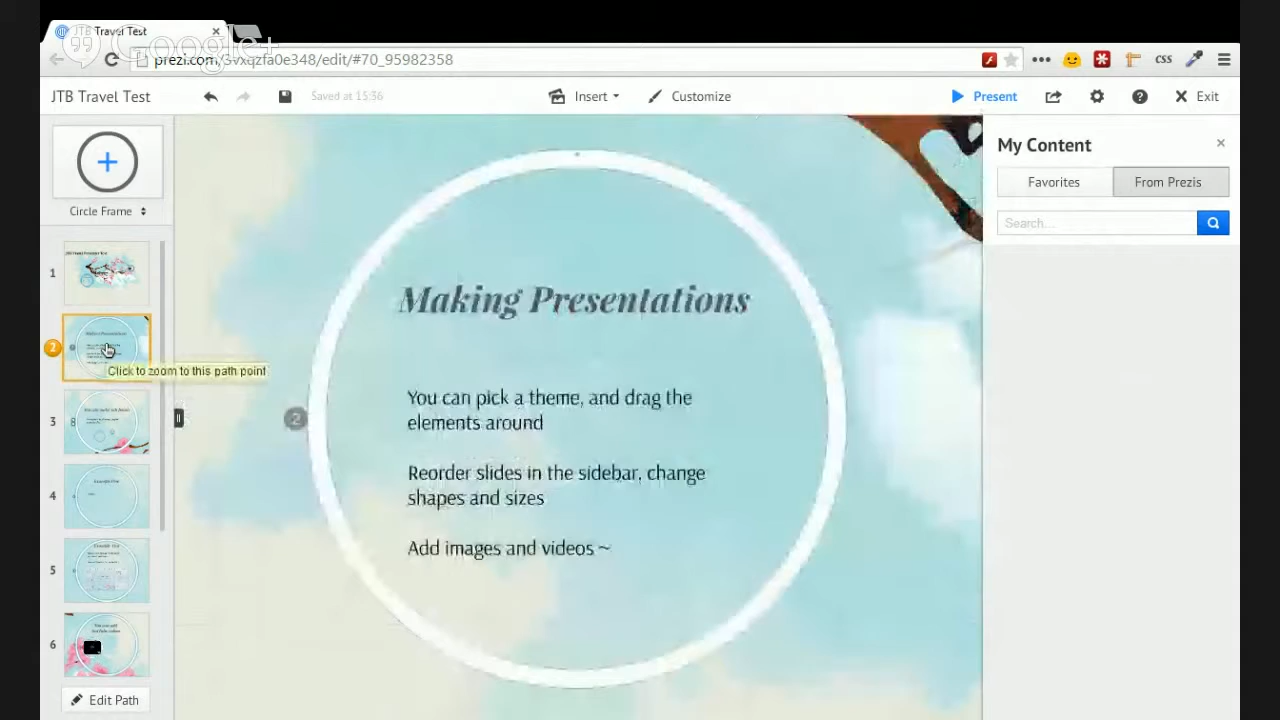 JTB Travel Test
Google+
prezi.com/3vxqzfa0e348/edit/#70_95982358
CSS
JTB Travel Test
Saved at 15:36
Insert
Customize
Present
Exit
Circle Frame
1
2
Click to zoom to this path point
3
4
5
6
Edit Path
2
Making Presentations
You can pick a theme, and drag the
elements around
Reorder slides in the sidebar, change
shapes and sizes
Add images and videos ~
My Content
Favorites
From Prezis
Search...